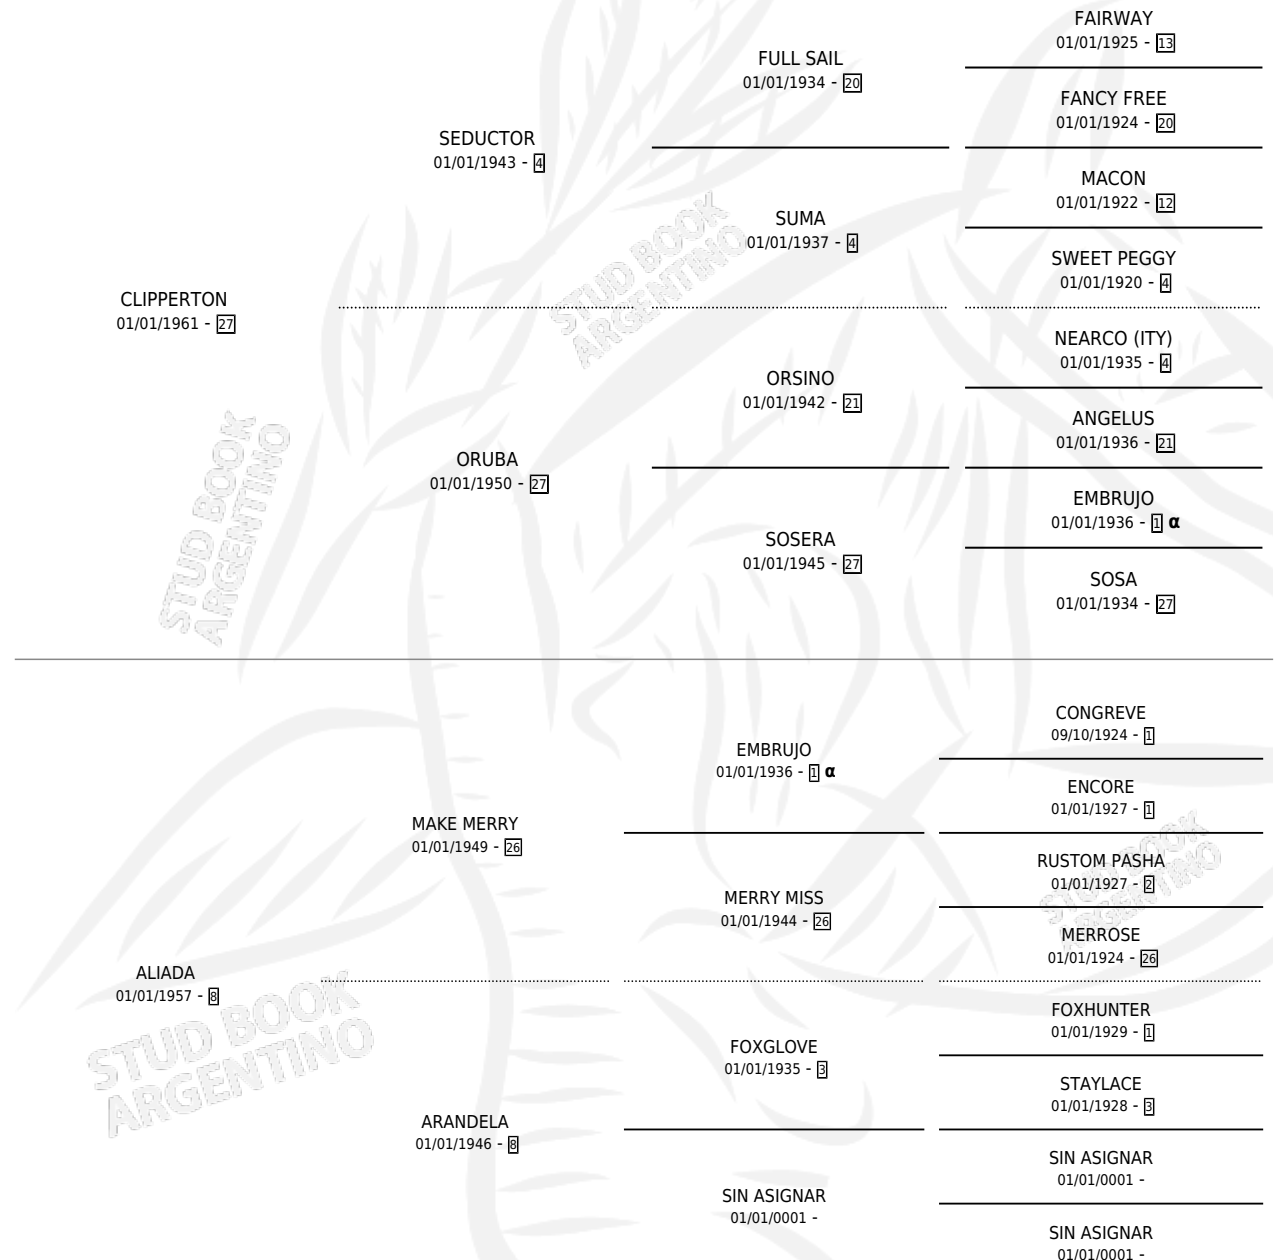 FAIRWAY
01/01/1925 - 13
FULL SAIL
01/01/1934 - 20
FANCY FREE
01/01/1924 - 20
SEDUCTOR
01/01/1943 - 4
MACON
01/01/1922 - 12
SUMA
01/01/1937 - 4
SWEET PEGGY
01/01/1920 - 4
CLIPPERTON
01/01/1961 - 27
NEARCO (ITY)
01/01/1935 - 4
ORSINO
01/01/1942 - 21
ANGELUS
01/01/1936 - 21
ORUBA
01/01/1950 - 27
EMBRUJO
01/01/1936 - 1 α
SOSERA
01/01/1945 - 27
SOSA
01/01/1934 - 27
CONGREVE
09/10/1924 - 1
EMBRUJO
01/01/1936 - 1 α
ENCORE
01/01/1927 - 1
MAKE MERRY
01/01/1949 - 26
RUSTOM PASHA
01/01/1927 - 2
MERRY MISS
01/01/1944 - 26
MERROSE
01/01/1924 - 26
ALIADA
01/01/1957 - 8
FOXHUNTER
01/01/1929 - 1
FOXGLOVE
01/01/1935 - 3
STAYLACE
01/01/1928 - 3
ARANDELA
01/01/1946 - 8
SIN ASIGNAR
01/01/0001 -
SIN ASIGNAR
01/01/0001 -
SIN ASIGNAR
01/01/0001 -
STUD BOOK
ARGENTINO
STUD BOOK
ARGENTINO
STUD BOOK
ARGENTINO
STUD BOOK
ARGENTINO